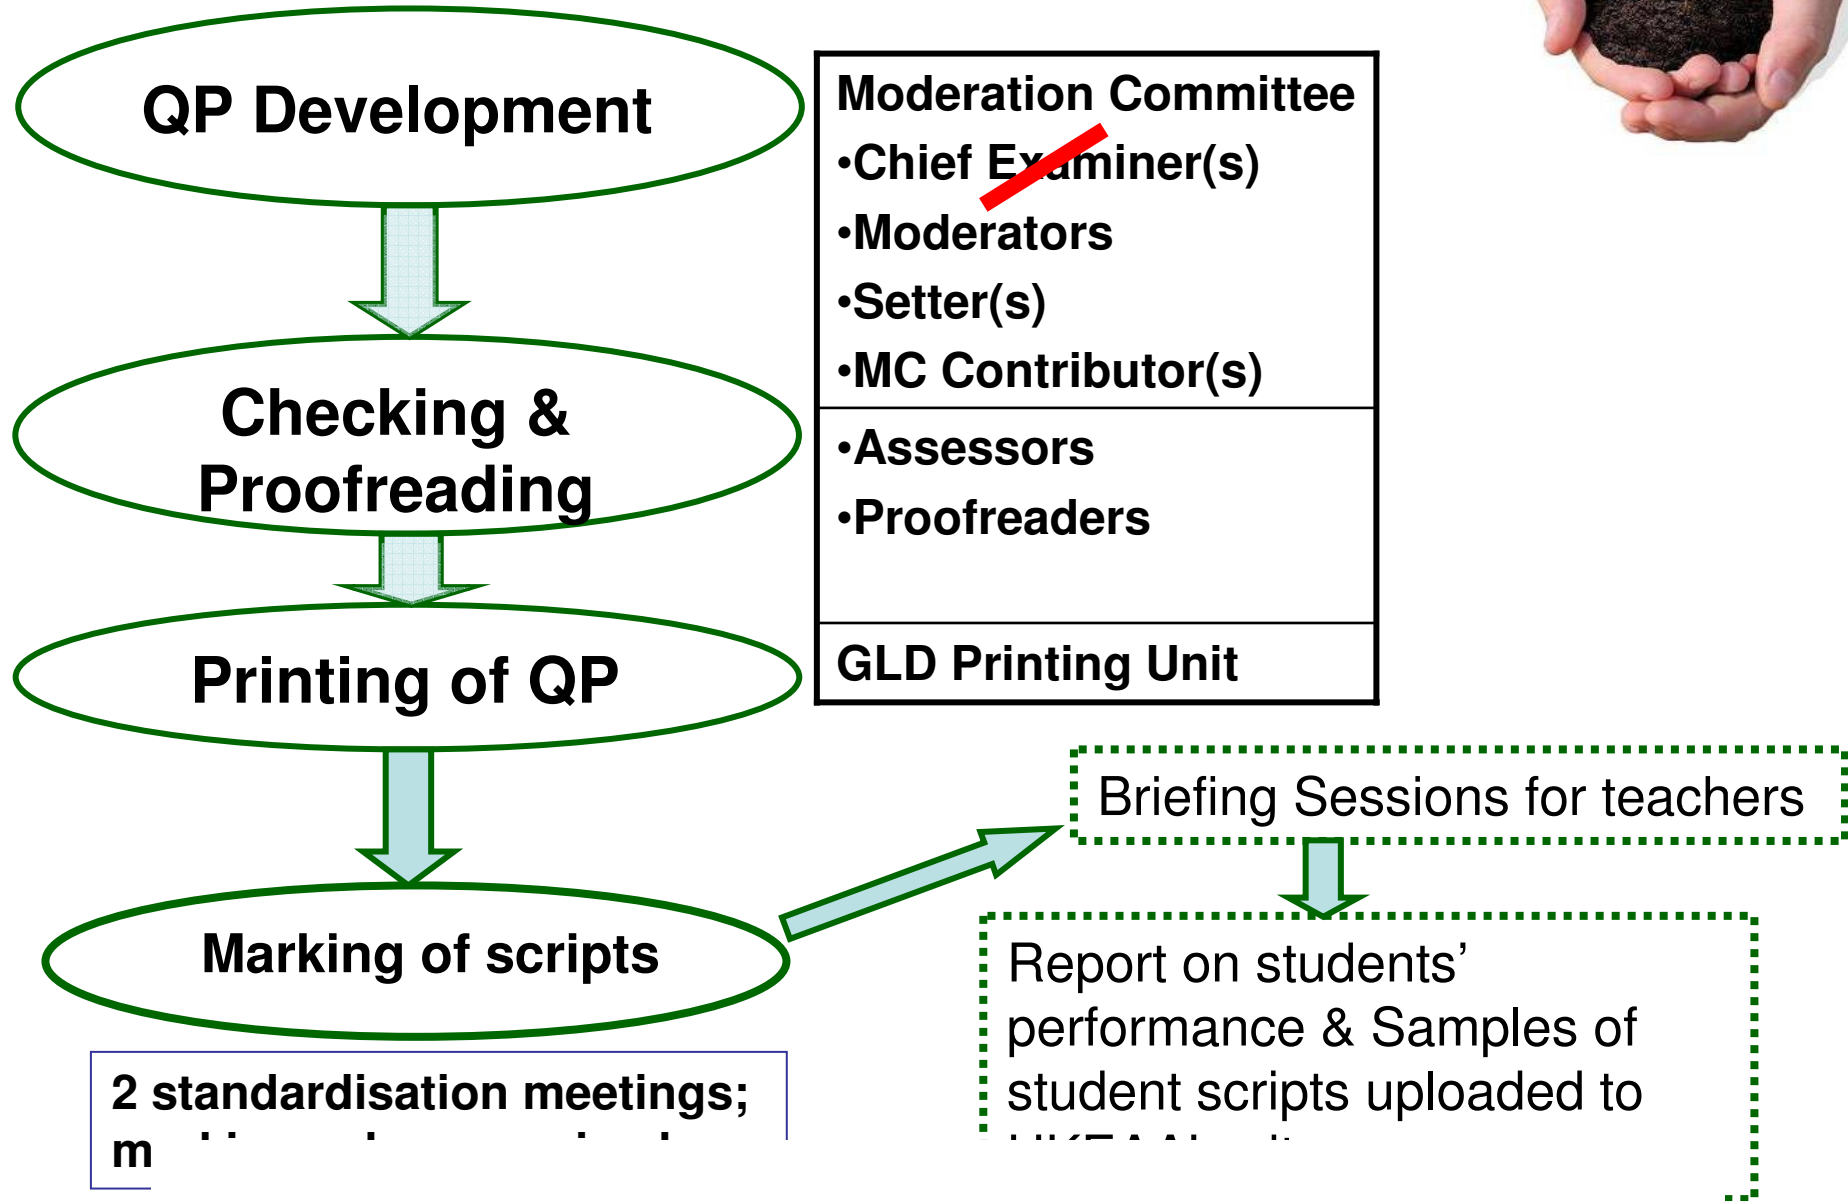 QP Development
Moderation Committee
•Chief Examiner(s)
•Moderators
•Setter(s)
•MC Contributor(s)
Checking &
Proofreading
•Assessors
•Proofreaders
Printing of QP
GLD Printing Unit
Marking of scripts
2 standardisation meetings;
Briefing Sessions for teachers
Report on students’
performance & Samples of
student scripts uploaded to